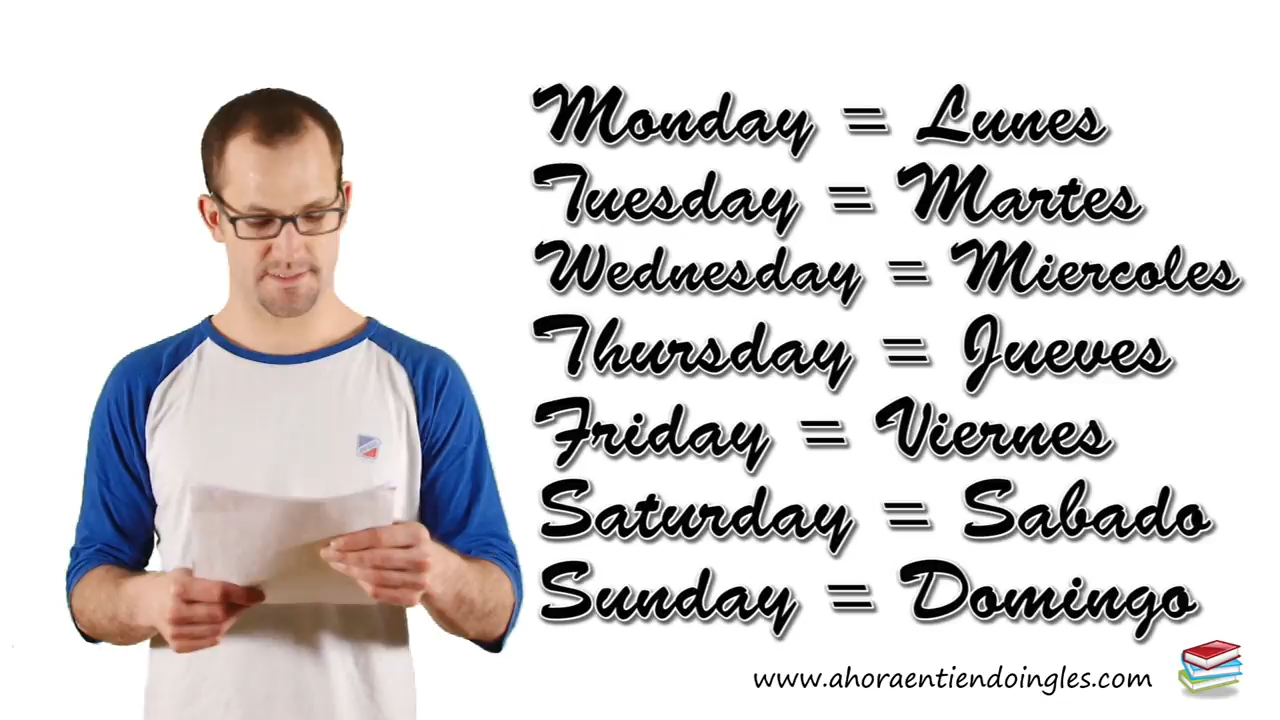 Monday = Lunes
Tuesday = Martes
Wednesday = Miercoles
Thursday = Jueves
Friday = Viernes
Saturday = Sabado
Sunday = Domingo
www.ahoraentiendoingles.com